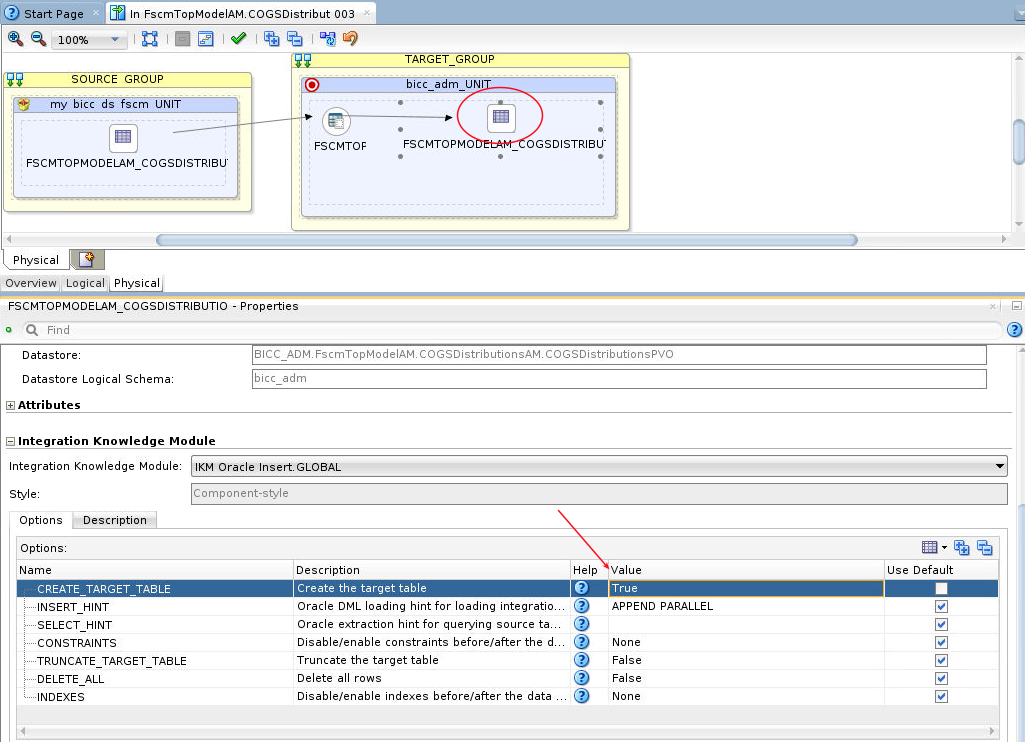 Start Page × In FscmTopModelAM.COGSDistribut 003 ×
100%
SOURCE_GROUP
my_bicc_ds_fscm_UNIT
FSCMTOPMODELAM_COGSDISTRIBU
TARGET_GROUP
bicc_adm_UNIT
FSCMTOP
FSCMTOPMODELAM_COGSDISTRIBU
Physical
Overview Logical Physical
FSCMTOPMODELAM_COGSDISTRIBUTIO - Properties
Find
Datastore: BICC_ADM.FscmTopModelAM.COGSDistributionsAM.COGSDistributionsPVO
Datastore Logical Schema: bicc_adm
Attributes
Integration Knowledge Module
Integration Knowledge Module: IKM Oracle Insert.GLOBAL
Style: Component-style
Options Description
Options:
Name Description Help Value Use Default
CREATE_TARGET_TABLE Create the target table ? True
INSERT_HINT Oracle DML loading hint for loading integratio... ? APPEND PARALLEL
SELECT_HINT Oracle extraction hint for querying source ta... ?
CONSTRAINTS Disable/enable constraints before/after the d... ? None
TRUNCATE_TARGET_TABLE Truncate the target table ? False
DELETE_ALL Delete all rows ? False
INDEXES Disable/enable indexes before/after the data ... ? None